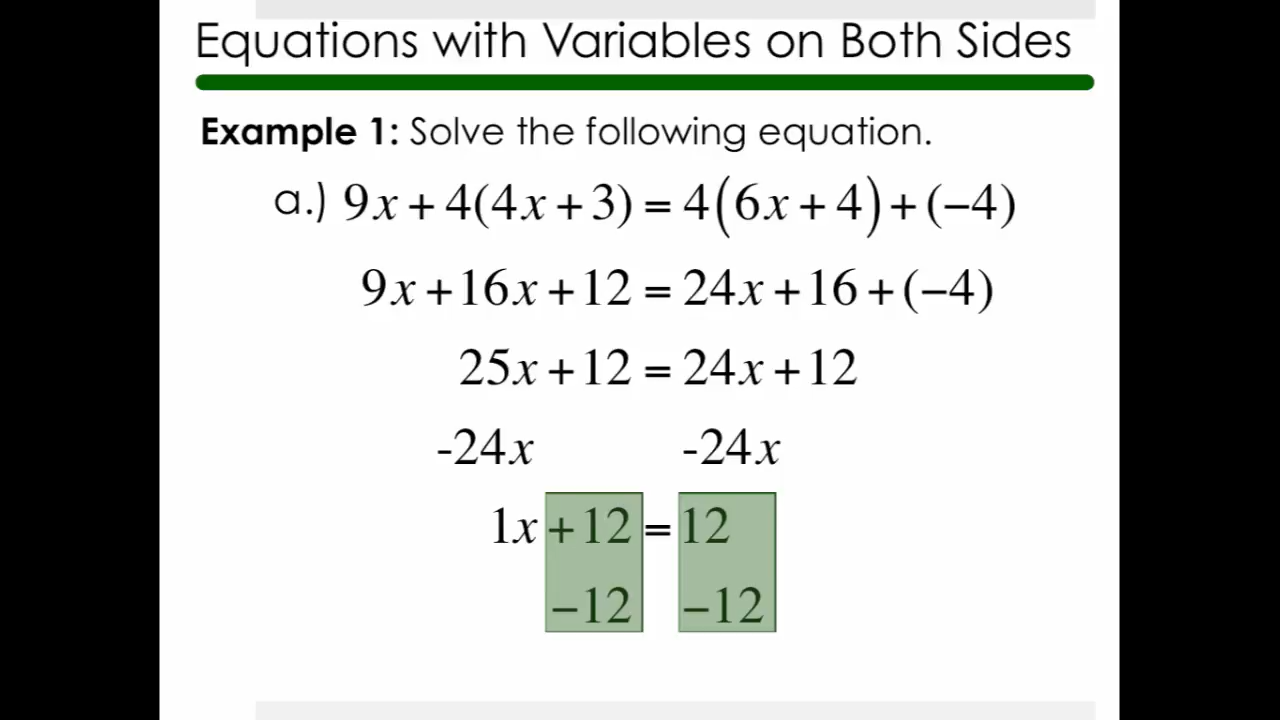 Equations with Variables on Both Sides
Example 1: Solve the following equation.
a.) 9x + 4(4x + 3) = 4(6x + 4) + (−4)
9x + 16x + 12 = 24x + 16 + (−4)
25x + 12 = 24x + 12
-24x -24x
1x + 12 = 12
−12 −12